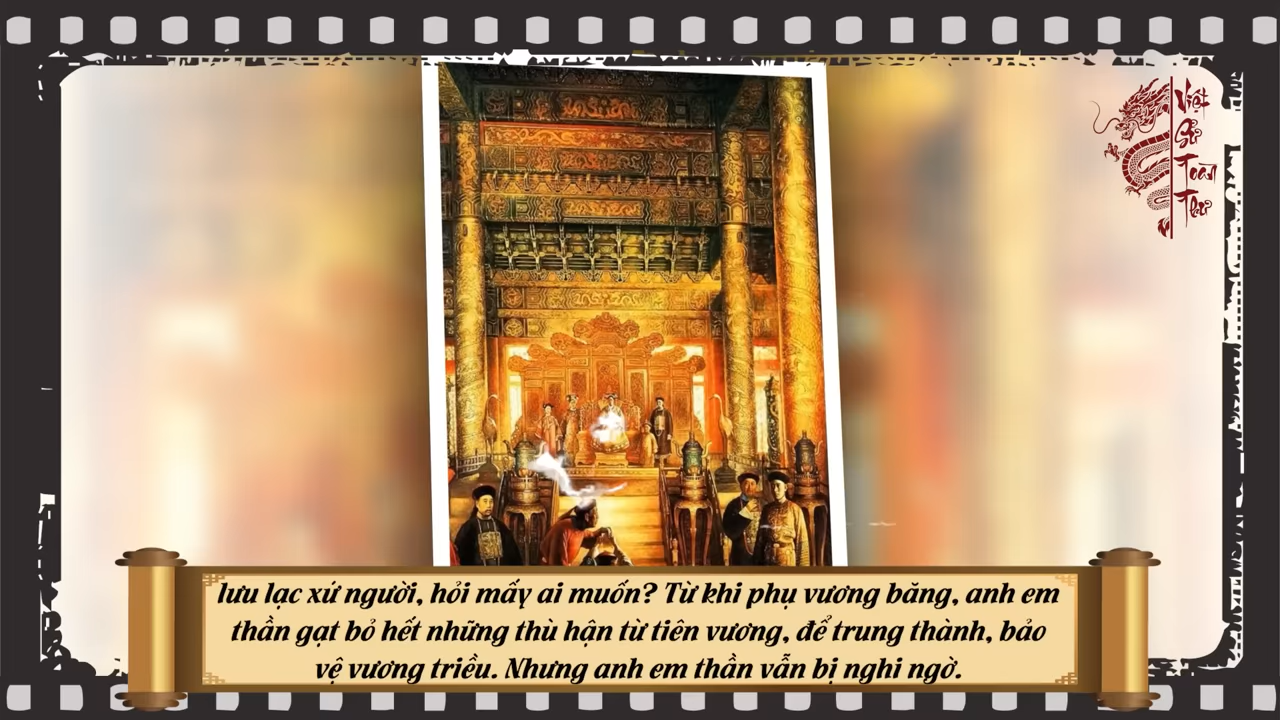 Việt
Sử
Toàn
Thư
lưu lạc xứ người, hỏi mấy ai muốn? Từ khi phụ vương băng, anh em
thần gạt bỏ hết những thù hận từ tiên vương, để trung thành, bảo
vệ vương triều. Nhưng anh em thần vẫn bị nghi ngờ.